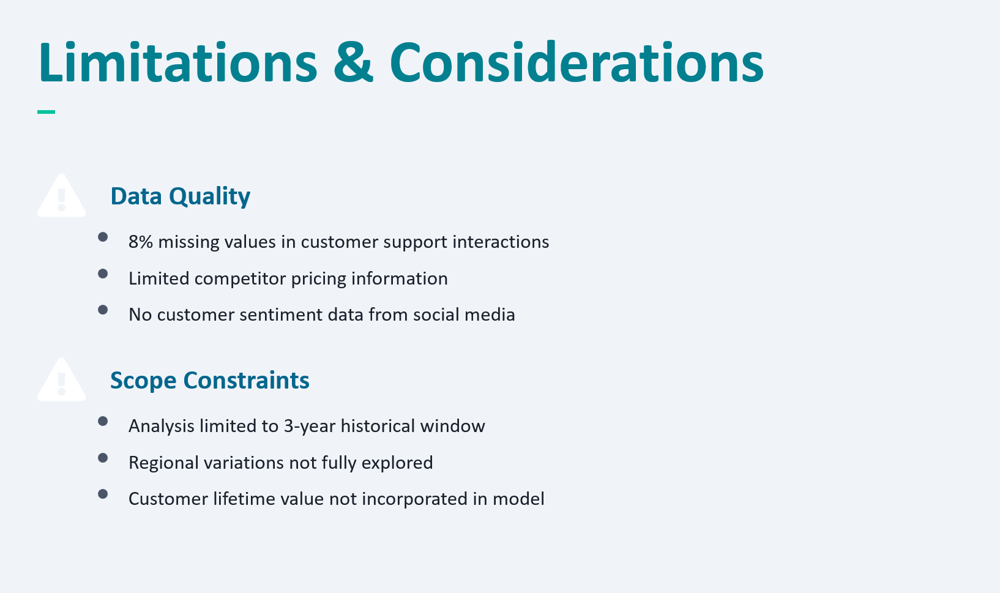 Limitations & Considerations
Data Quality
8% missing values in customer support interactions
Limited competitor pricing information
No customer sentiment data from social media
Scope Constraints
Analysis limited to 3-year historical window
Regional variations not fully explored
Customer lifetime value not incorporated in model